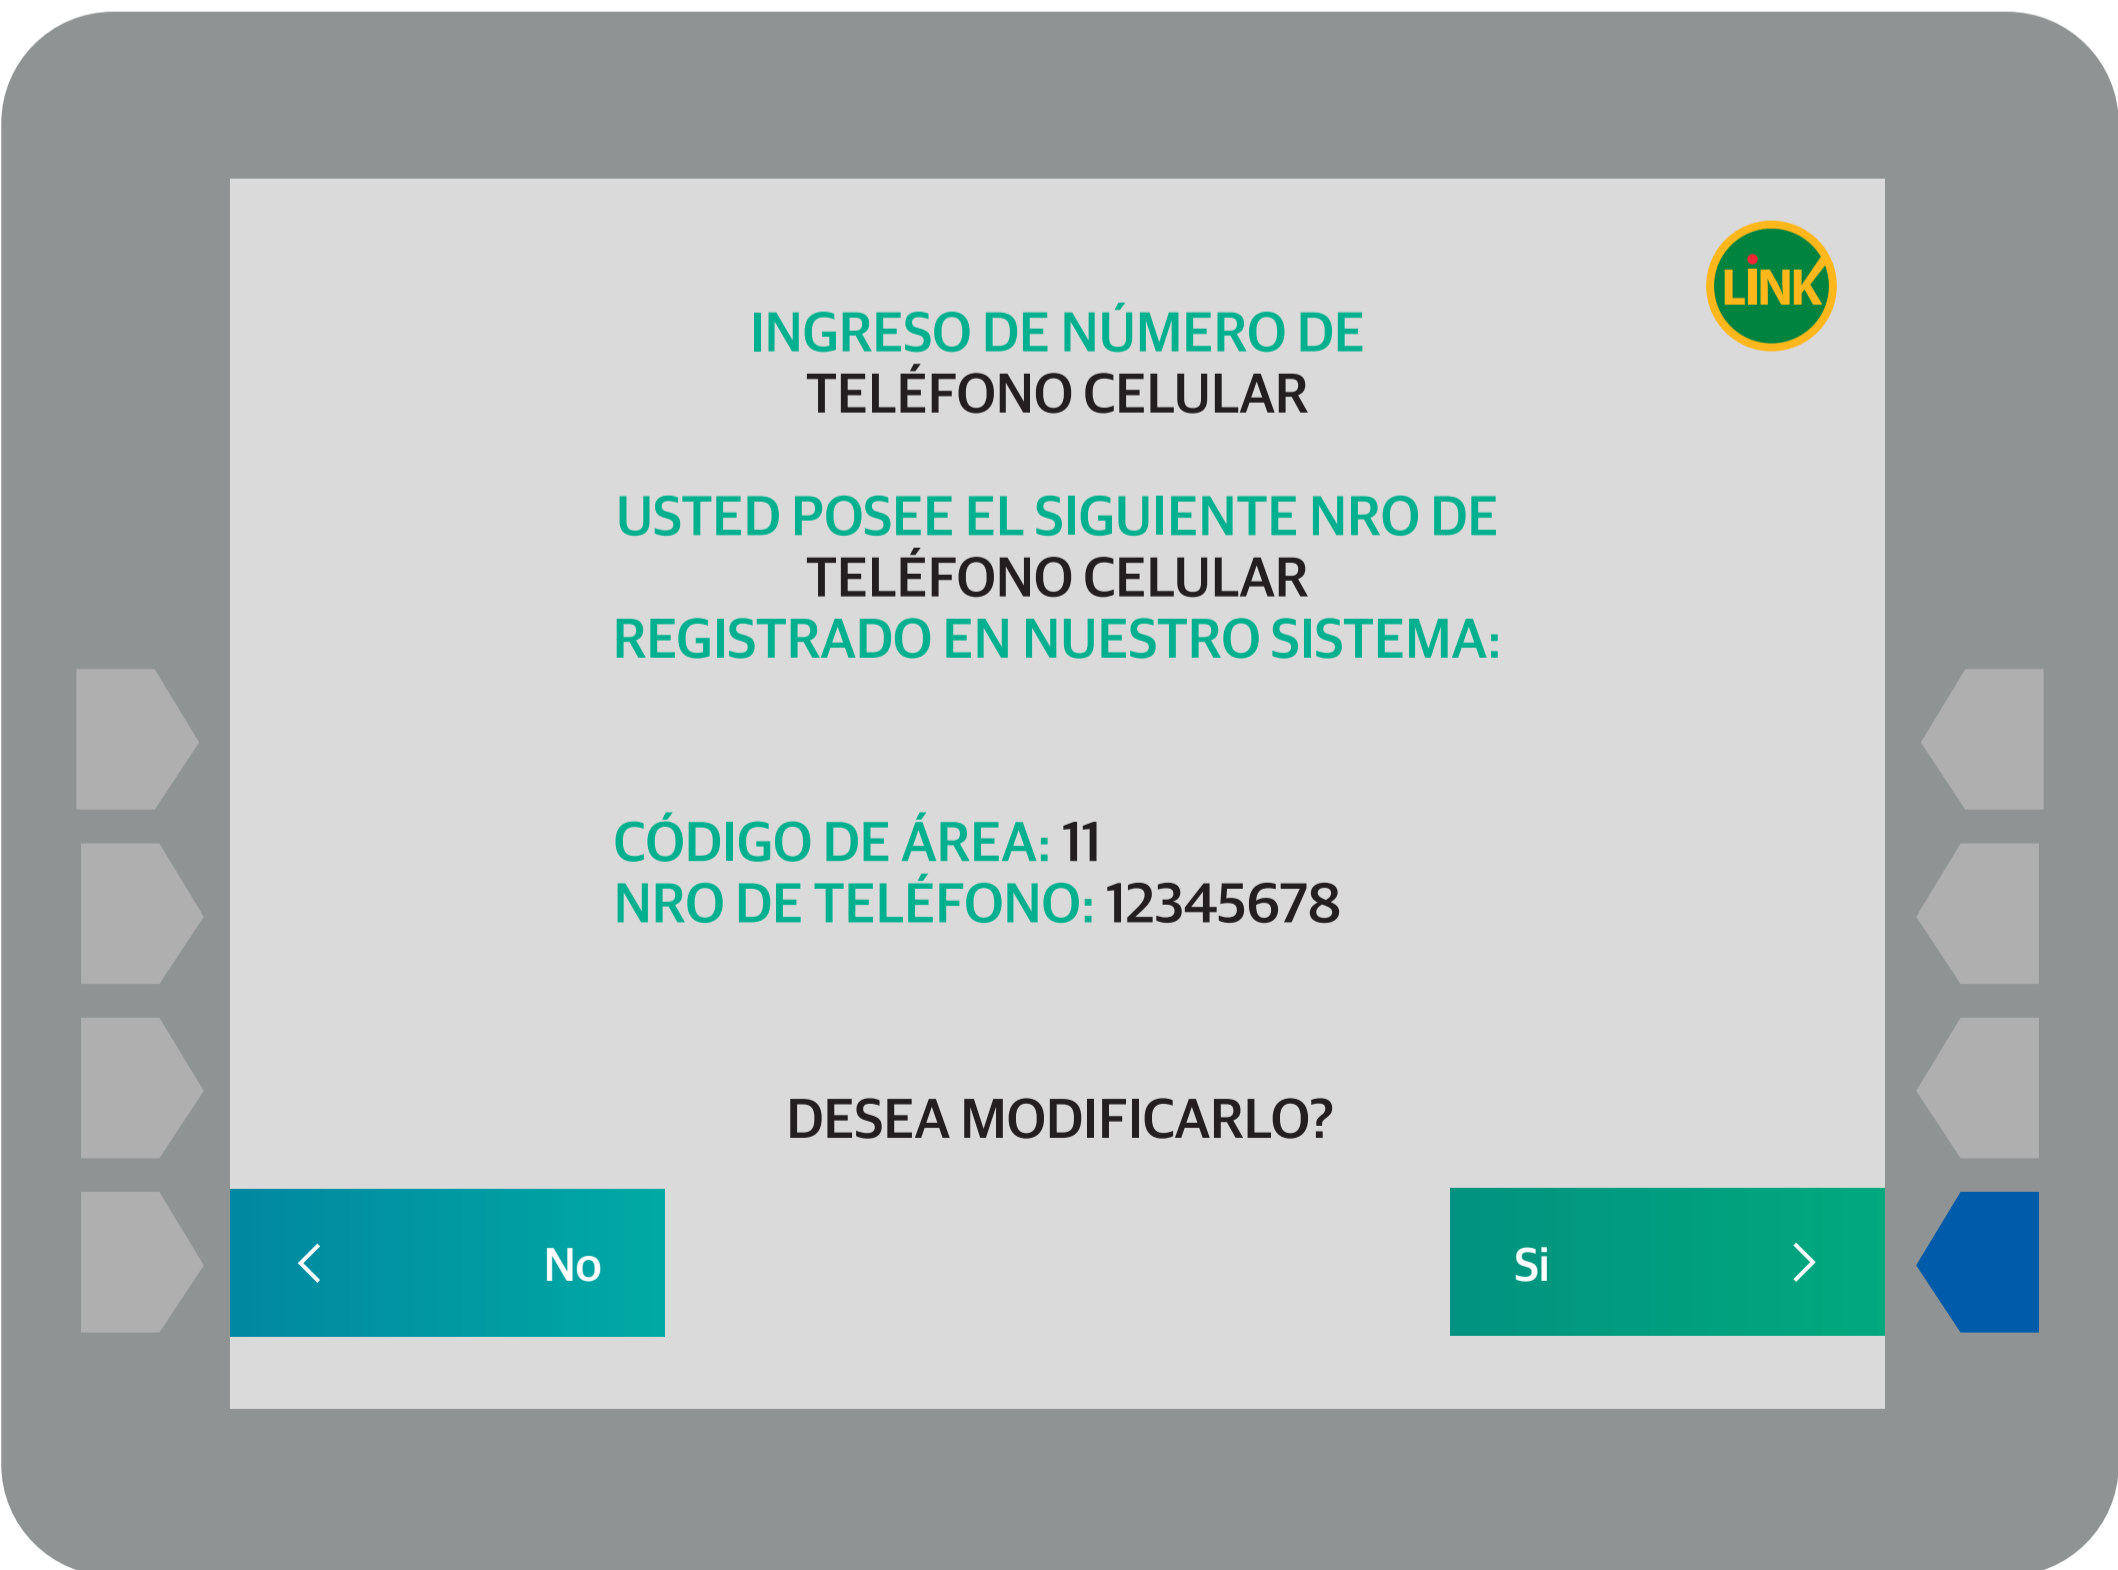 LINK
INGRESO DE NÚMERO DE
TELÉFONO CELULAR
USTED POSEE EL SIGUIENTE NRO DE
TELÉFONO CELULAR
REGISTRADO EN NUESTRO SISTEMA:
CÓDIGO DE ÁREA: 11
NRO DE TELÉFONO: 12345678
DESEA MODIFICARLO?
No
Si